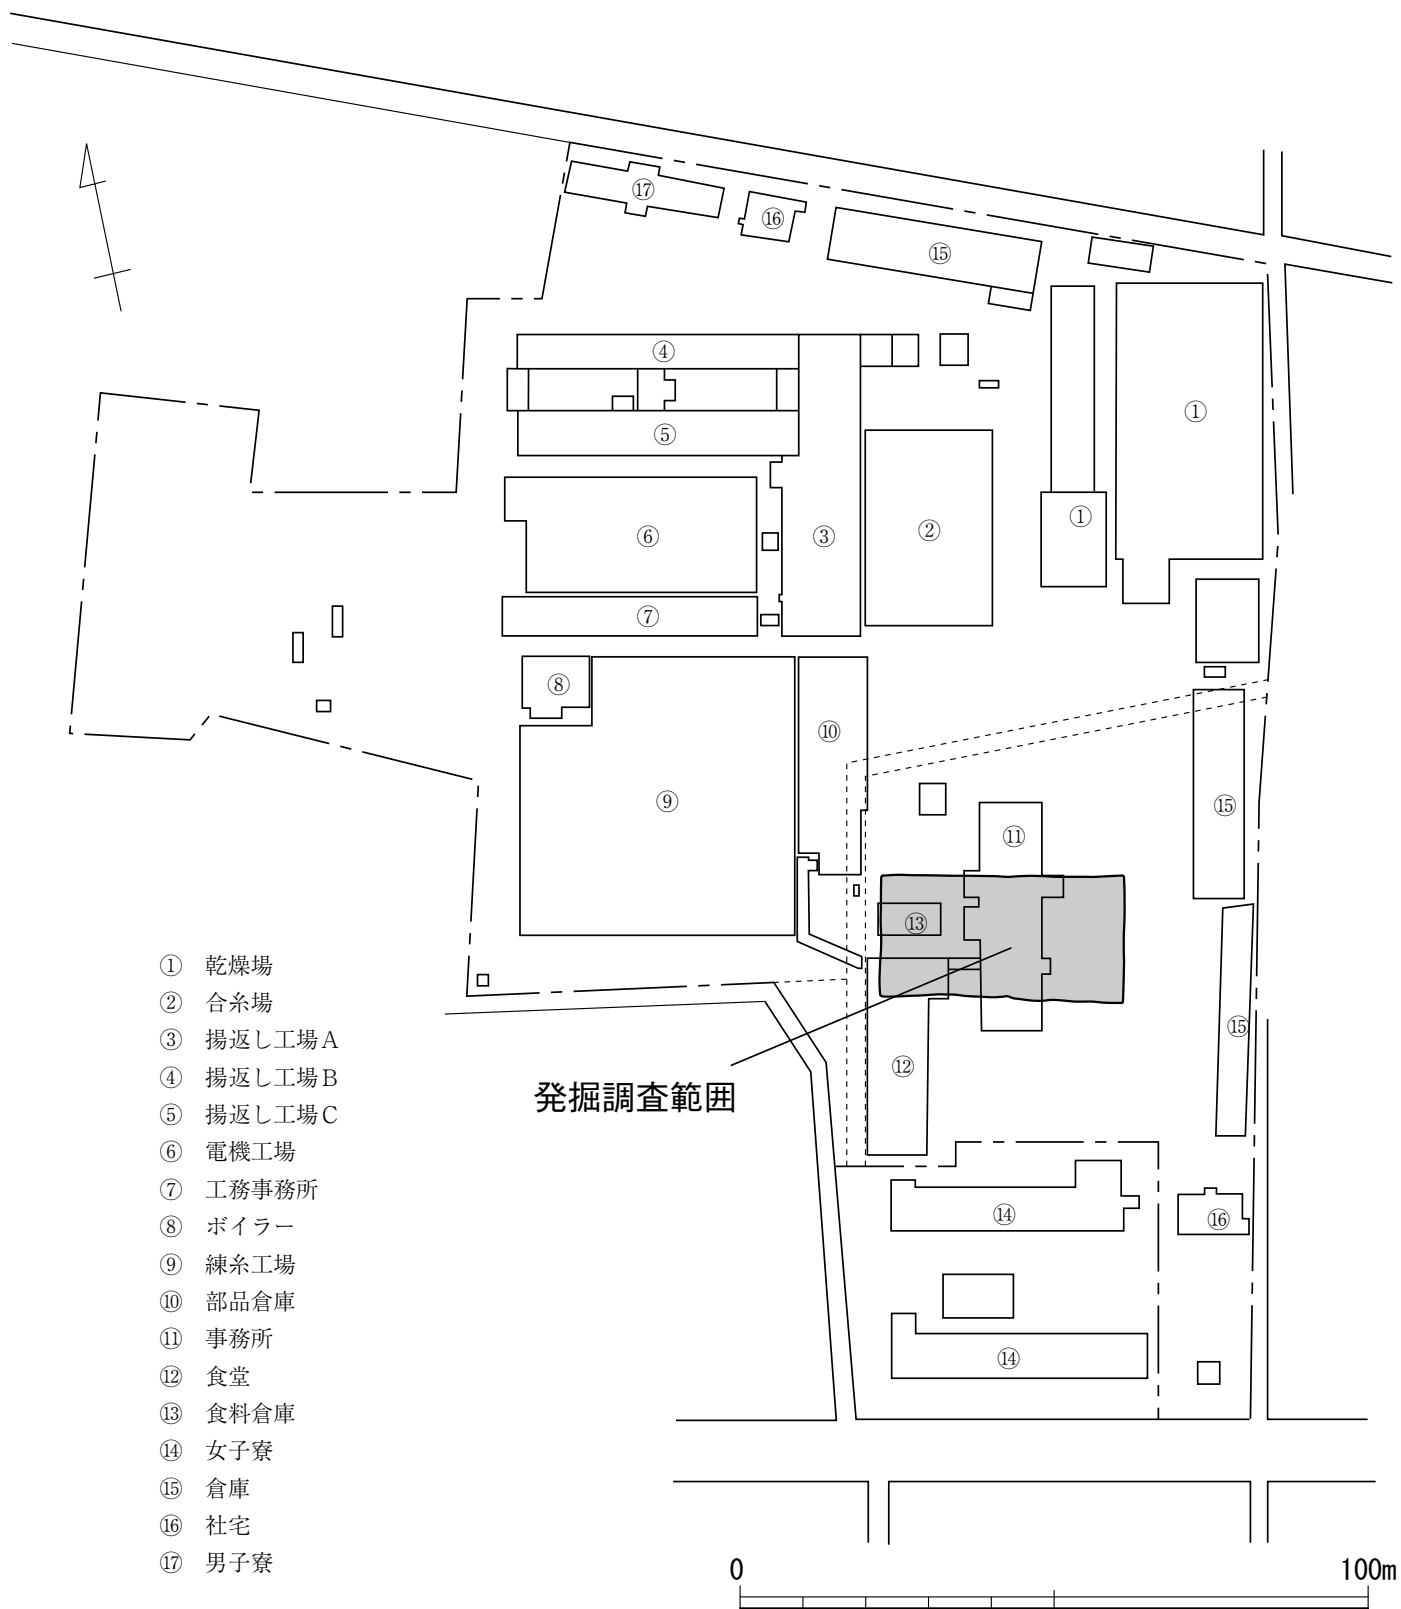 ⑰
⑯
⑮
④
①
⑤
①
⑥
③
②
⑦
⑧
⑩
⑨
⑮
⑪
⑬
⑮
⑫
発掘調査範囲
⑭
⑯
⑭
① 乾燥場
② 合糸場
③ 揚返し工場A
④ 揚返し工場B
⑤ 揚返し工場C
⑥ 電機工場
⑦ 工務事務所
⑧ ボイラー
⑨ 練糸工場
⑩ 部品倉庫
⑪ 事務所
⑫ 食堂
⑬ 食料倉庫
⑭ 女子寮
⑮ 倉庫
⑯ 社宅
⑰ 男子寮
0 100m